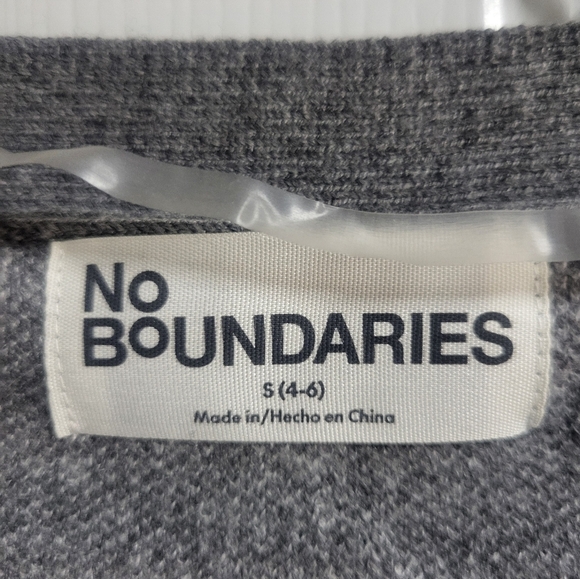 No
BoUNDARIES
S (4-6)
Made in/Hecho en China